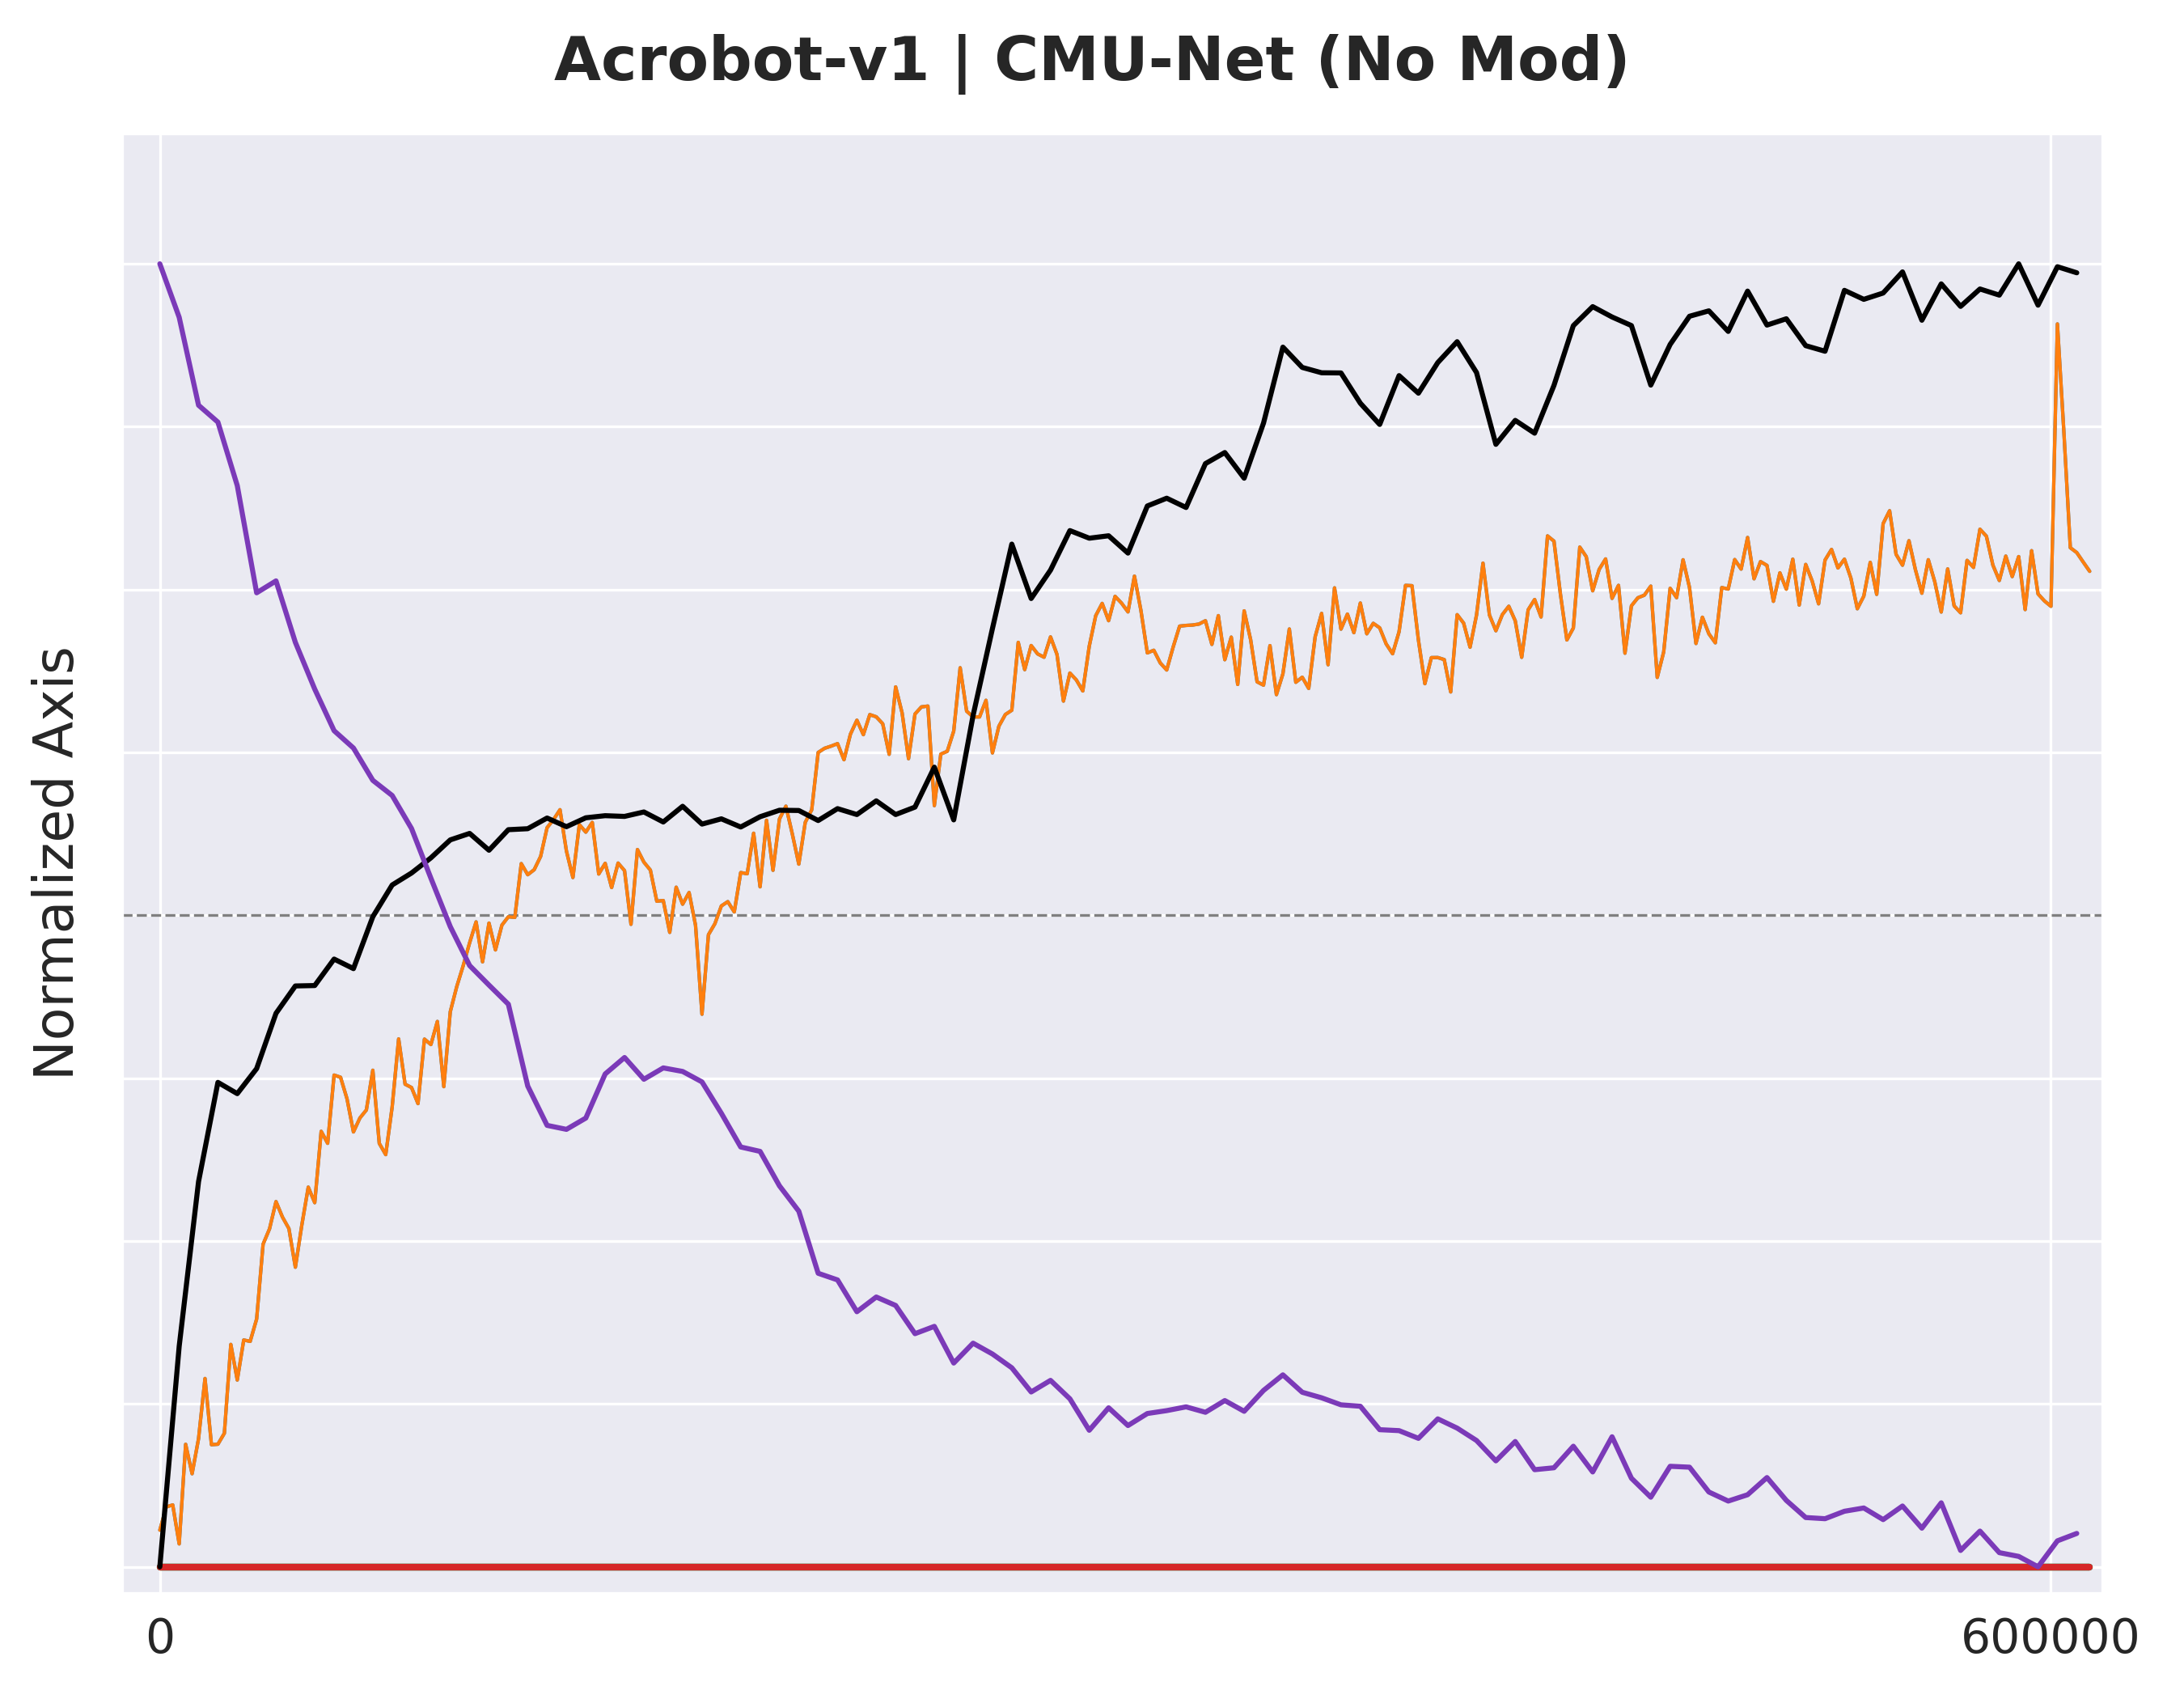 Acrobot-v1 | CMU-Net (No Mod)
Normalized Axis
0
600000